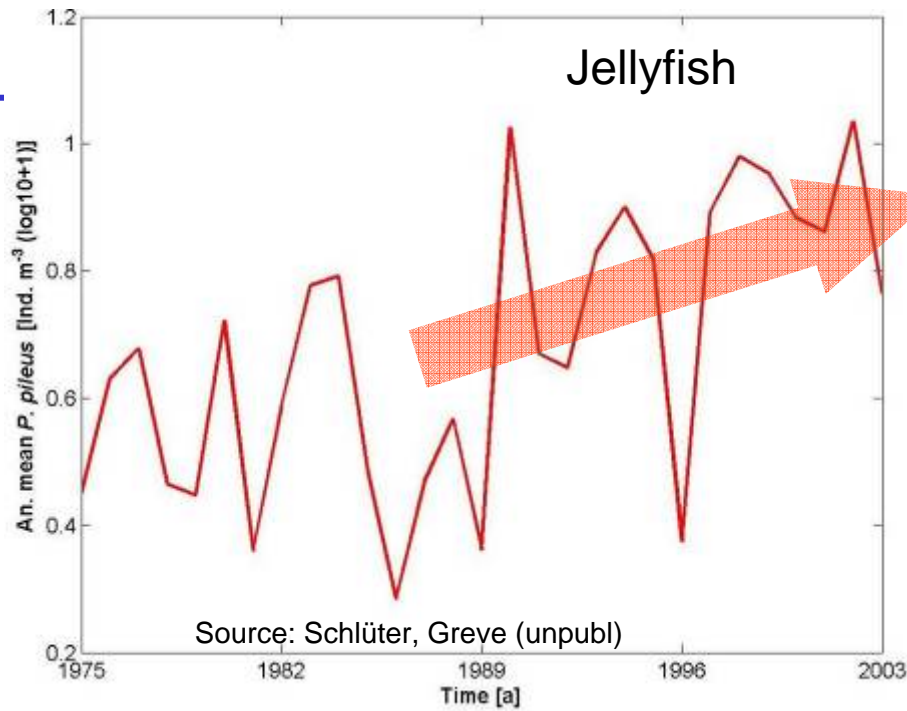 Jellyfish
1.2
1
0.8
0.6
0.4
0.2
An. mean P. pileus [Ind. m-3 (log10+1)]
Source: Schlüter, Greve (unpubl)
1975 1982 1989 1996 2003
Time [a]